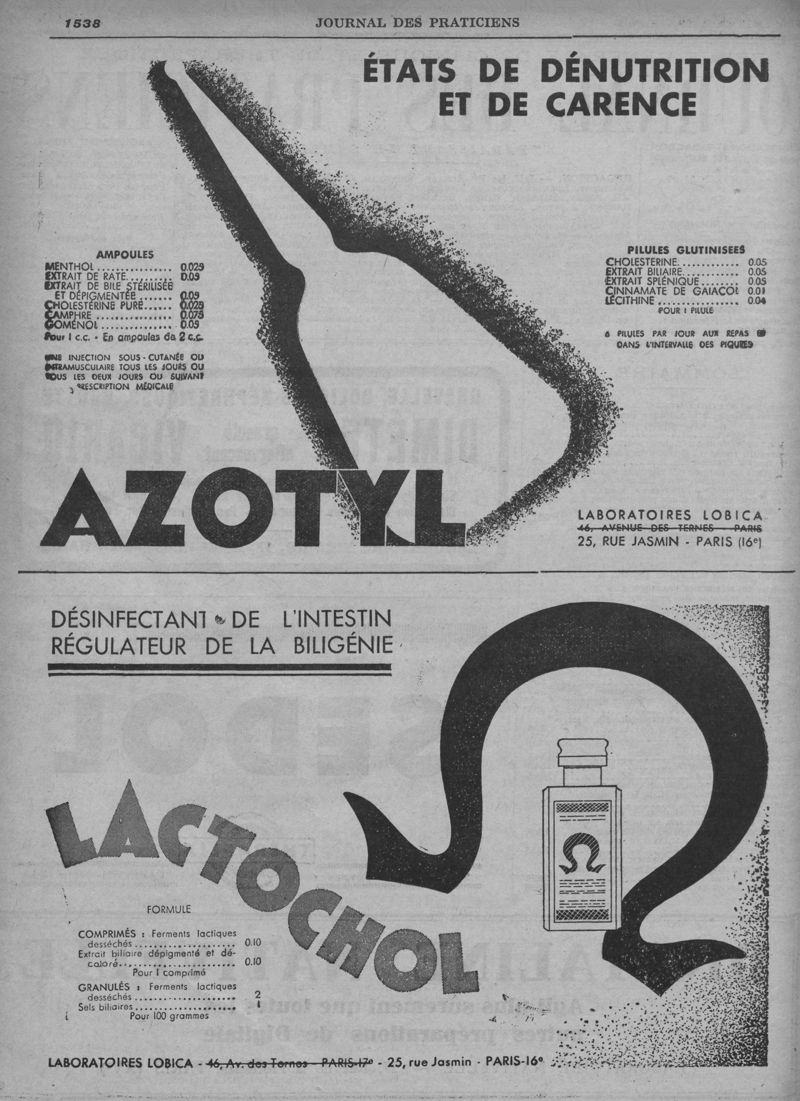 1538
JOURNAL DES PRATICIENS
ÉTATS DE DÉNUTRITION
ET DE CARENCE
AMPOULES
MENTHOL ............... 0.025
EXTRAIT DE RATE.......... 0.05
EXTRAIT DE BILE STÉRILISÉE
ET DÉPIGMENTÉE ....... 0.05
CHOLESTÉRINE PURE...... 0.025
CAMPHRE ............... 0.075
GOMÉNOL ............... 0.05
Pour 1 c.c. - En ampoules de 2 c.c.
UNE INJECTION SOUS-CUTANÉE OU
INTRAMUSCULAIRE TOUS LES JOURS OU
TOUS LES DEUX JOURS OU SUIVANT
PRESCRIPTION MÉDICALE
PILULES GLUTINISEES
CHOLESTERINE............ 0.05
EXTRAIT BILIAIRE........... 0.05
EXTRAIT SPLÉNIQUE ....... 0.05
CINNAMATE DE GAIACOL 0.01
LÉCITHINE ................ 0.04
POUR 1 PILULE
6 PILULES PAR JOUR AUX REPAS
DANS L'INTERVALLE DES PIQURES
AZOTYL
LABORATOIRES LOBICA
46, AVENUE DES TERNES - PARIS
25, RUE JASMIN - PARIS (16e)
DÉSINFECTANT DE L'INTESTIN
RÉGULATEUR DE LA BILIGÉNIE
LACTOCHOL
FORMULE
COMPRIMÉS : Ferments lactiques
desséchés .................... 0.10
Extrait biliaire dépigmenté et dé-
coloré........................ 0.10
Pour 1 comprimé
GRANULÉS : Ferments lactiques
desséchés .................... 2
Sels biliaires .................... 1
Pour 100 grammes
LABORATOIRES LOBICA - 46, Av. des Ternes - PARIS-17e - 25, rue Jasmin - PARIS-16e